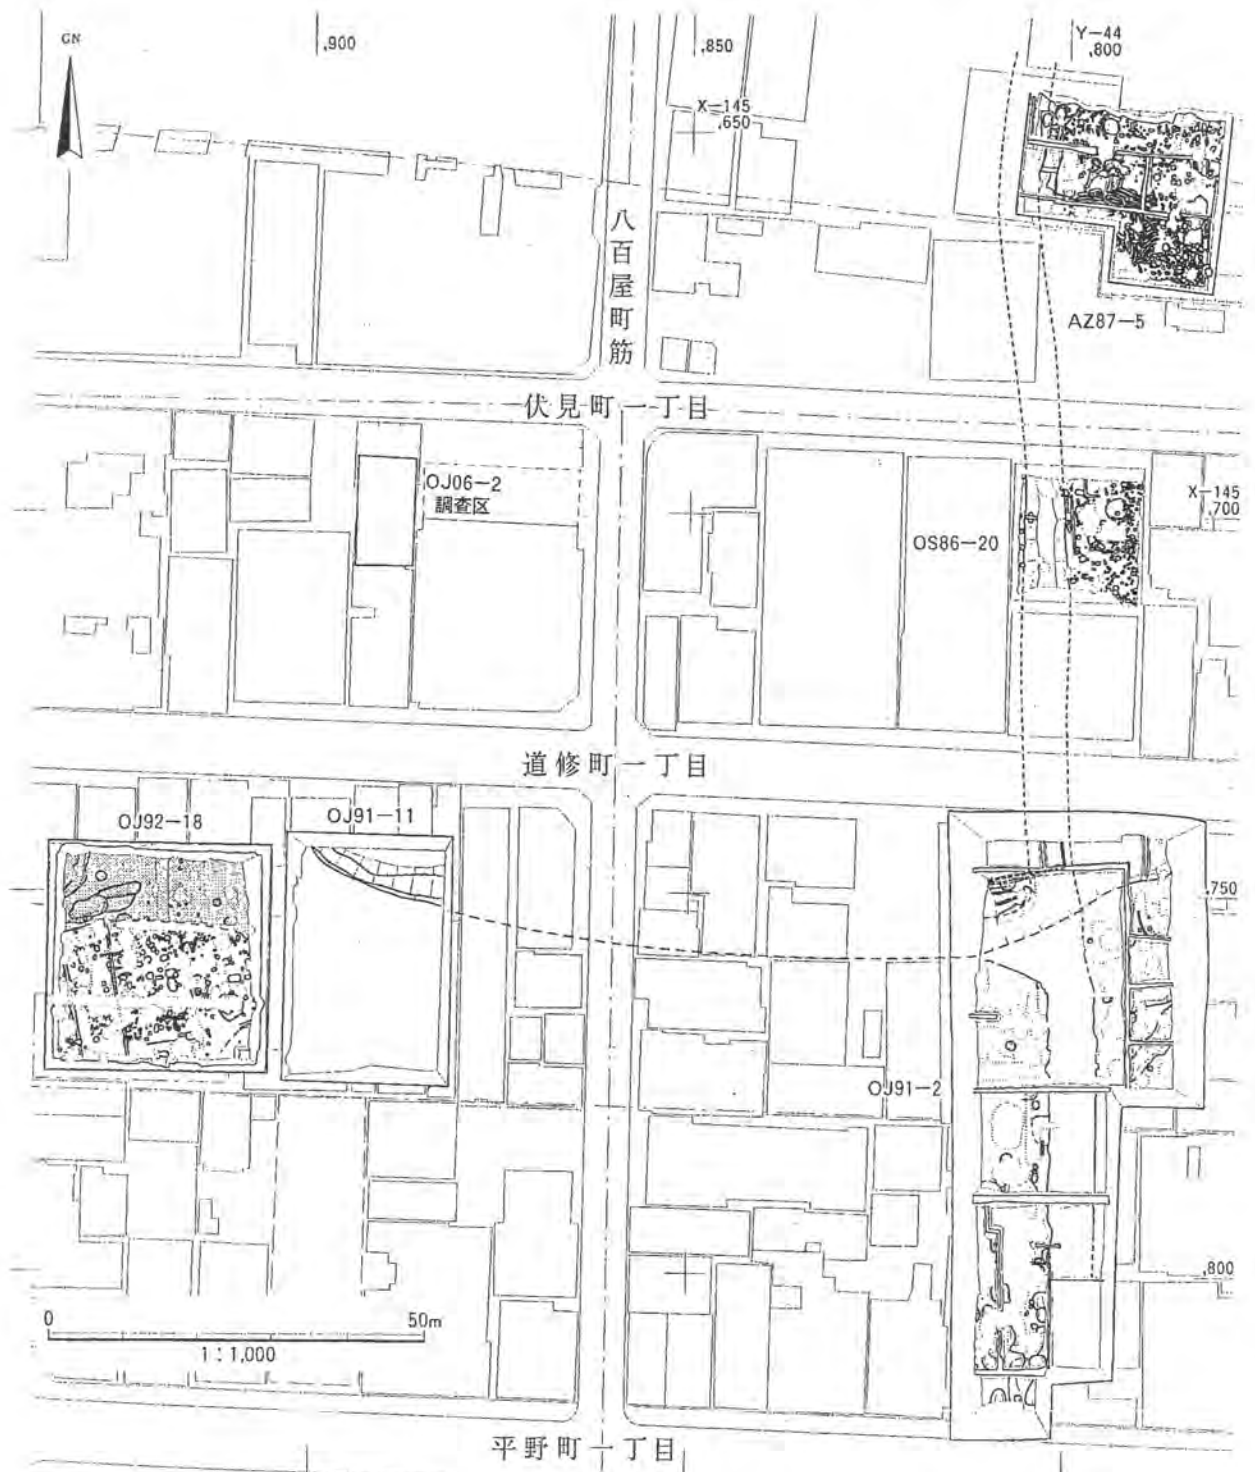 GN
,900
,850
Y-44
,800
X-145
,650
八百屋町筋
AZ87-5
伏見町一丁目
OJ06-2
調査区
OS86-20
X-145
,700
道修町一丁目
OJ92-18
OJ91-11
,750
OJ91-2
,800
0
50m
1:1,000
平野町一丁目